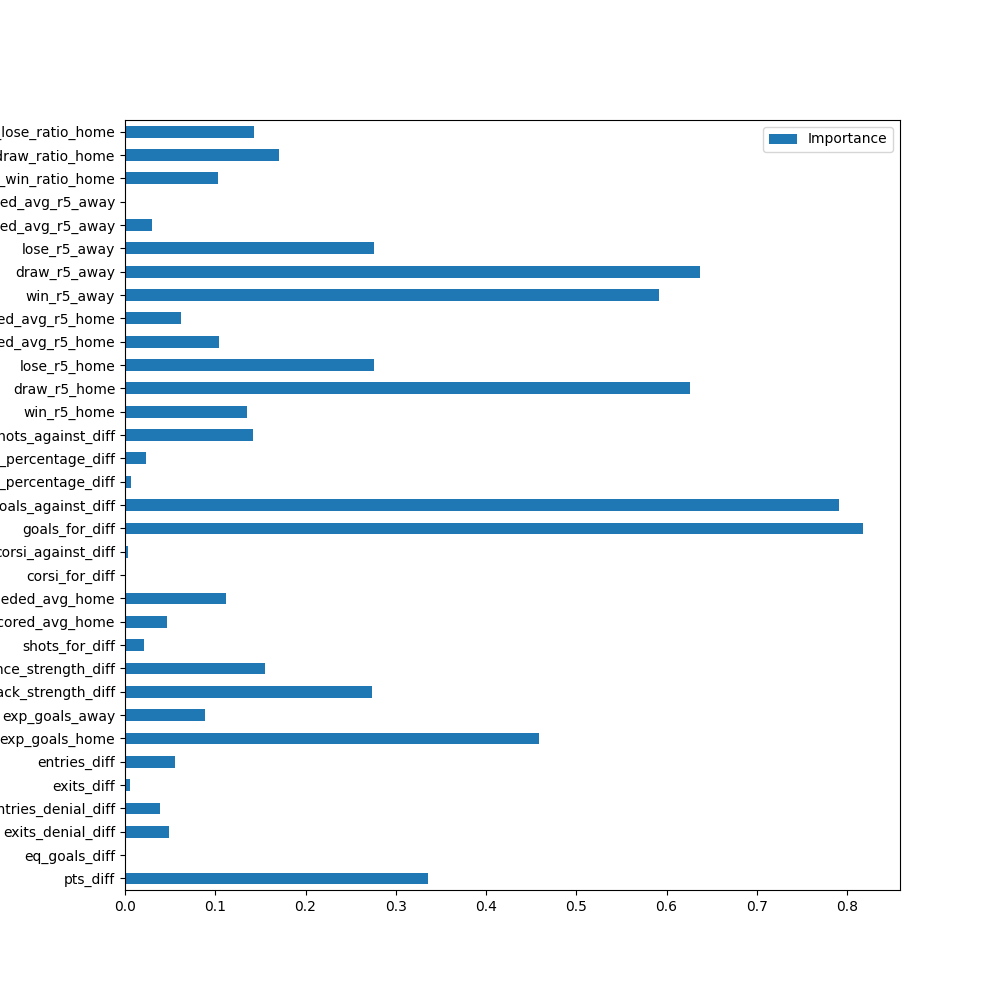 _lose_ratio_home
draw_ratio_home
_win_ratio_home
ed_avg_r5_away
ed_avg_r5_away
lose_r5_away
draw_r5_away
win_r5_away
ed_avg_r5_home
ed_avg_r5_home
lose_r5_home
draw_r5_home
win_r5_home
hots_against_diff
_percentage_diff
_percentage_diff
oals_against_diff
goals_for_diff
corsi_against_diff
corsi_for_diff
eded_avg_home
cored_avg_home
shots_for_diff
nce_strength_diff
ack_strength_diff
exp_goals_away
exp_goals_home
entries_diff
exits_diff
ntries_denial_diff
exits_denial_diff
eq_goals_diff
pts_diff
0.0 0.1 0.2 0.3 0.4 0.5 0.6 0.7 0.8
Importance